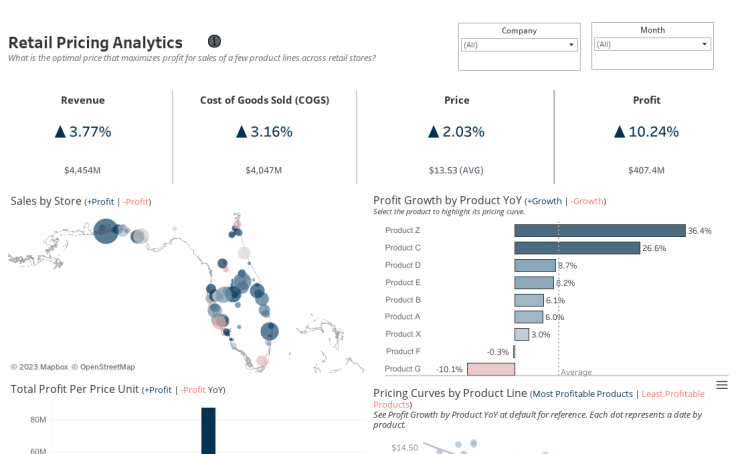 Retail Pricing Analytics
What is the optimal price that maximizes profit for sales of a few product lines across retail stores?
Company
(All)
Month
(All)
Revenue
▲ 3.77%
$4,454M
Cost of Goods Sold (COGS)
▲ 3.16%
$4,047M
Price
▲ 2.03%
$13.53 (AVG)
Profit
▲ 10.24%
$407.4M
Sales by Store (+Profit | -Profit)
© 2023 Mapbox © OpenStreetMap
Profit Growth by Product YoY (+Growth | -Growth)
Select the product to highlight its pricing curve.
Product Z 36.4%
Product C 26.6%
Product D 8.7%
Product E 8.2%
Product B 6.1%
Product A 6.0%
Product X 3.0%
Product F -0.3%
Product G -10.1%
Average
Total Profit Per Price Unit (+Profit | -Profit YoY)
80M
60M
Pricing Curves by Product Line (Most Profitable Products | Least Profitable
Products)
See Profit Growth by Product YoY at default for reference. Each dot represents a date by
product.
$14.50